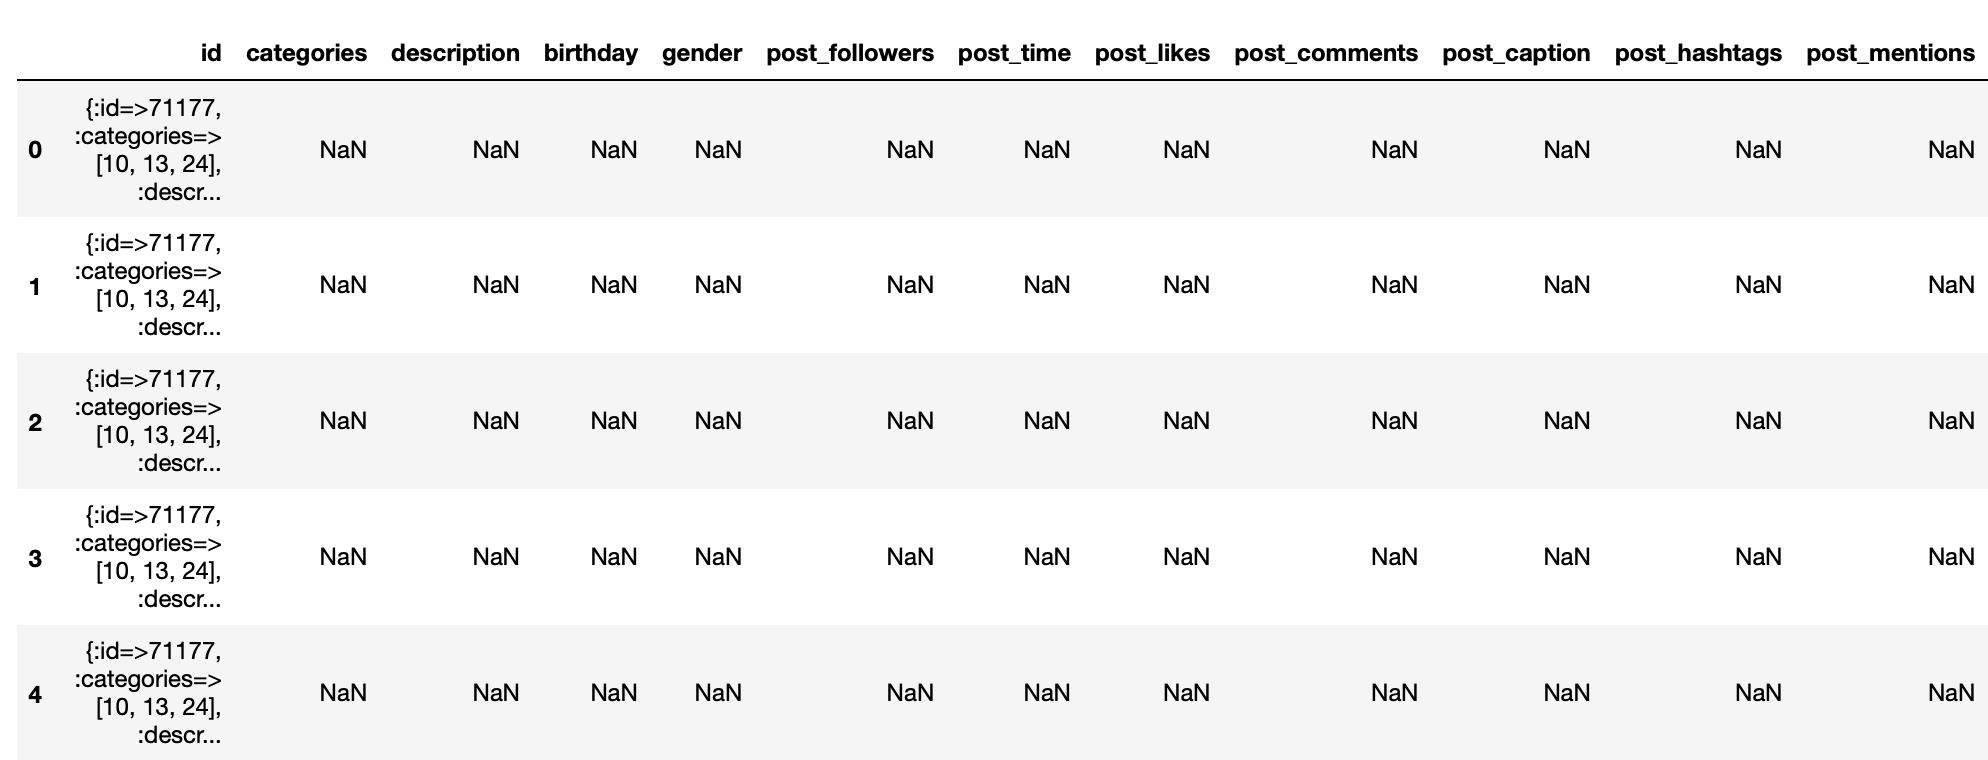 id categories description birthday gender post_followers post_time post_likes post_comments post_caption post_hashtags post_mentions
{:id=>71177,
:categories=>
0 [10, 13, 24], NaN NaN NaN NaN NaN NaN NaN NaN NaN NaN NaN
:descr...
{:id=>71177,
:categories=>
1 [10, 13, 24], NaN NaN NaN NaN NaN NaN NaN NaN NaN NaN NaN
:descr...
{:id=>71177,
:categories=>
2 [10, 13, 24], NaN NaN NaN NaN NaN NaN NaN NaN NaN NaN NaN
:descr...
{:id=>71177,
:categories=>
3 [10, 13, 24], NaN NaN NaN NaN NaN NaN NaN NaN NaN NaN NaN
:descr...
{:id=>71177,
:categories=>
4 [10, 13, 24], NaN NaN NaN NaN NaN NaN NaN NaN NaN NaN NaN
:descr...